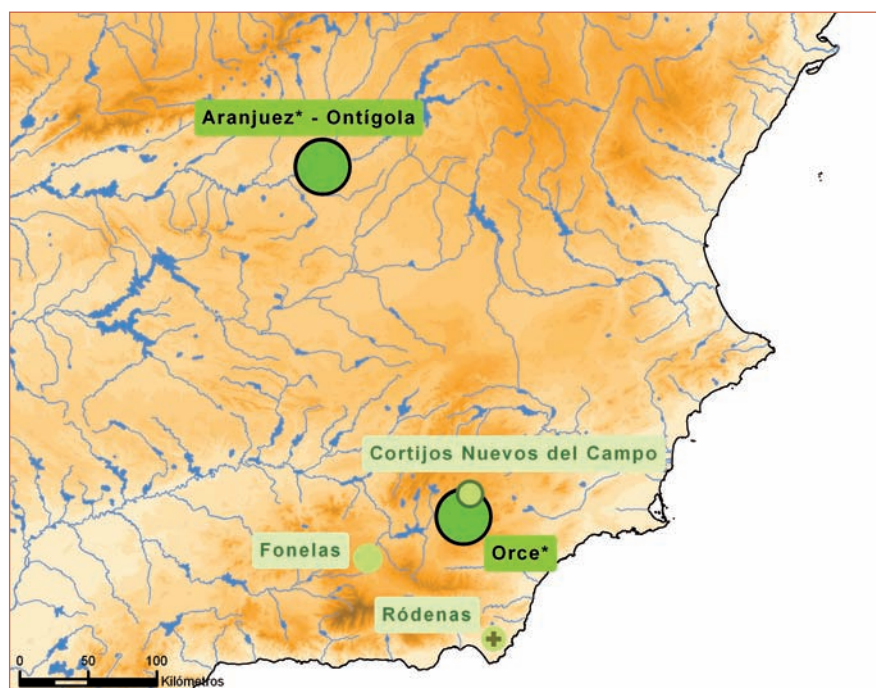 Aranjuez* - Ontígola
Cortijos Nuevos del Campo
Fonelas
Orce*
Ródenas
0 50 100
Kilómetros